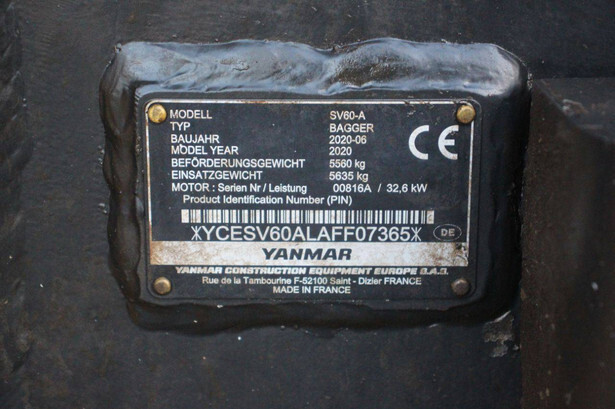 MODELL SV60-A
TYP BAGGER
BAUJAHR 2020-06
MODEL YEAR 2020
BEFÖRDERUNGSGEWICHT 5560 kg
EINSATZGEWICHT 5635 kg
MOTOR : Serien Nr / Leistung 00816A / 32,6 kW
Product Identification Number (PIN)
CE
*YCESV60ALAFF07365*
DE
YANMAR
YANMAR CONSTRUCTION EQUIPMENT EUROPE S.A.S.
Rue de la Tambourine F-52100 Saint - Dizier FRANCE
MADE IN FRANCE